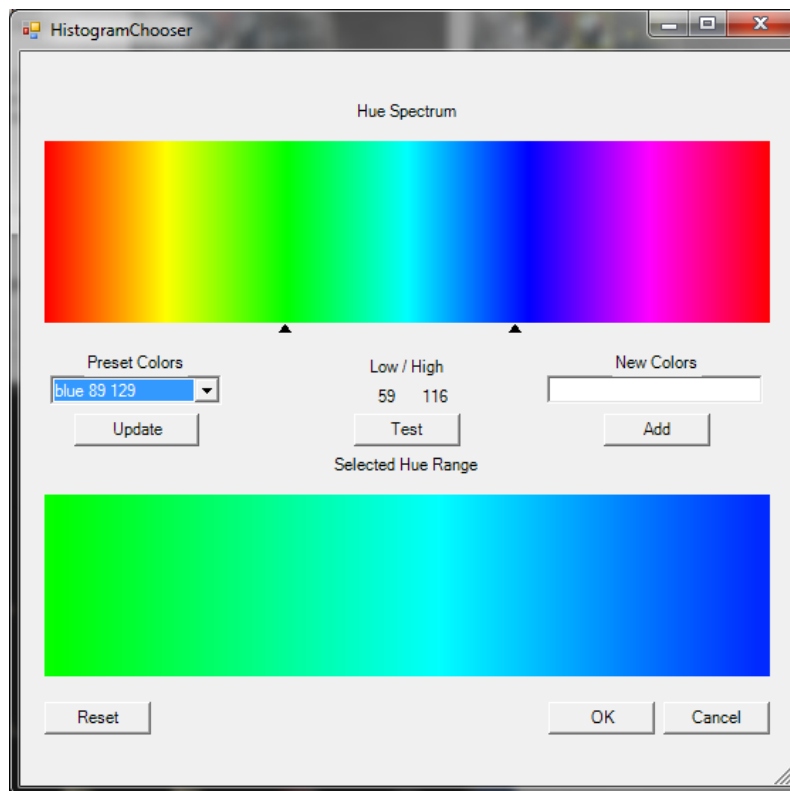 HistogramChooser
Hue Spectrum
Preset Colors
Low / High
New Colors
blue 89 129
59 116
Update
Test
Add
Selected Hue Range
Reset
OK
Cancel